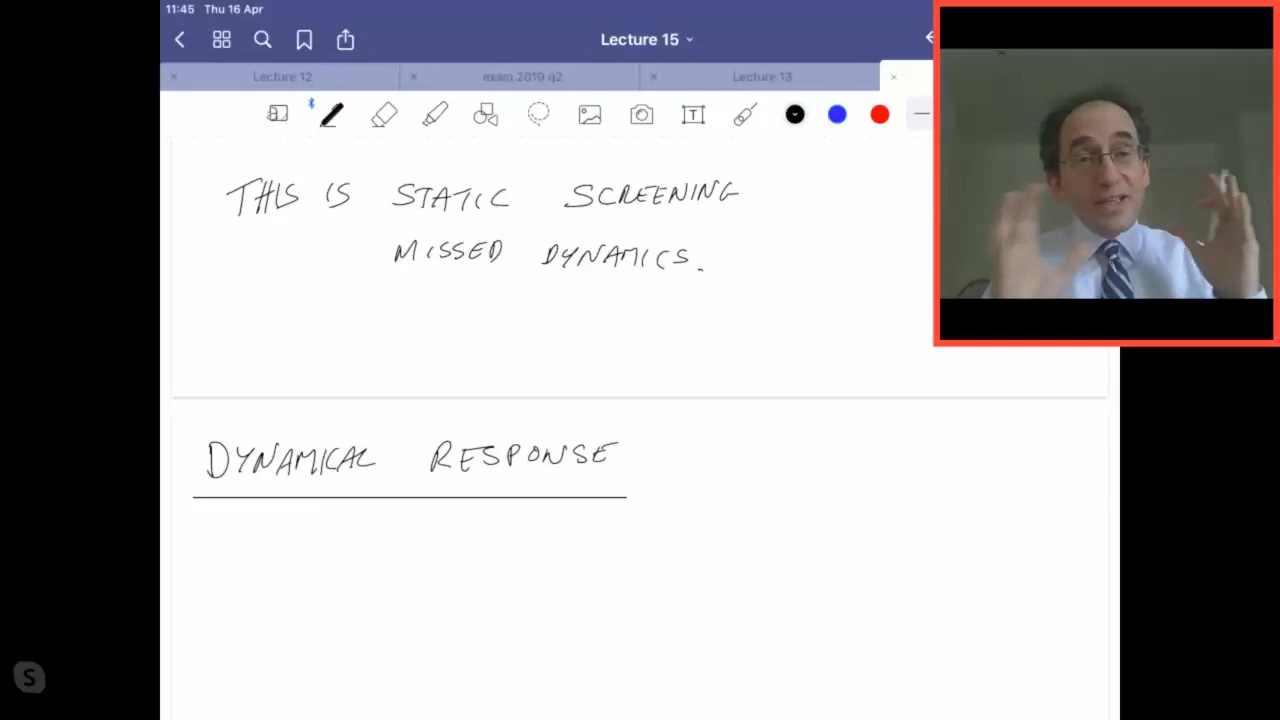 11:45 Thu 16 Apr
Lecture 15
Lecture 12
exam 2019 q2
Lecture 13
T
THIS IS STATIC SCREENING
MISSED DYNAMICS.
DYNAMICAL RESPONSE
S